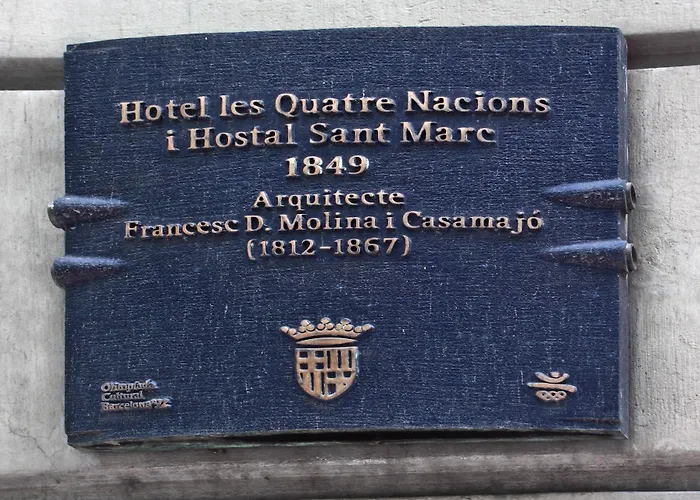 Hotel les Quatre Nacions
i Hostal Sant Marc
1849
Arquitecte
Francesc D. Molina i Casamajó
(1812-1867)
Olimpíada
Cultural
Barcelona'92